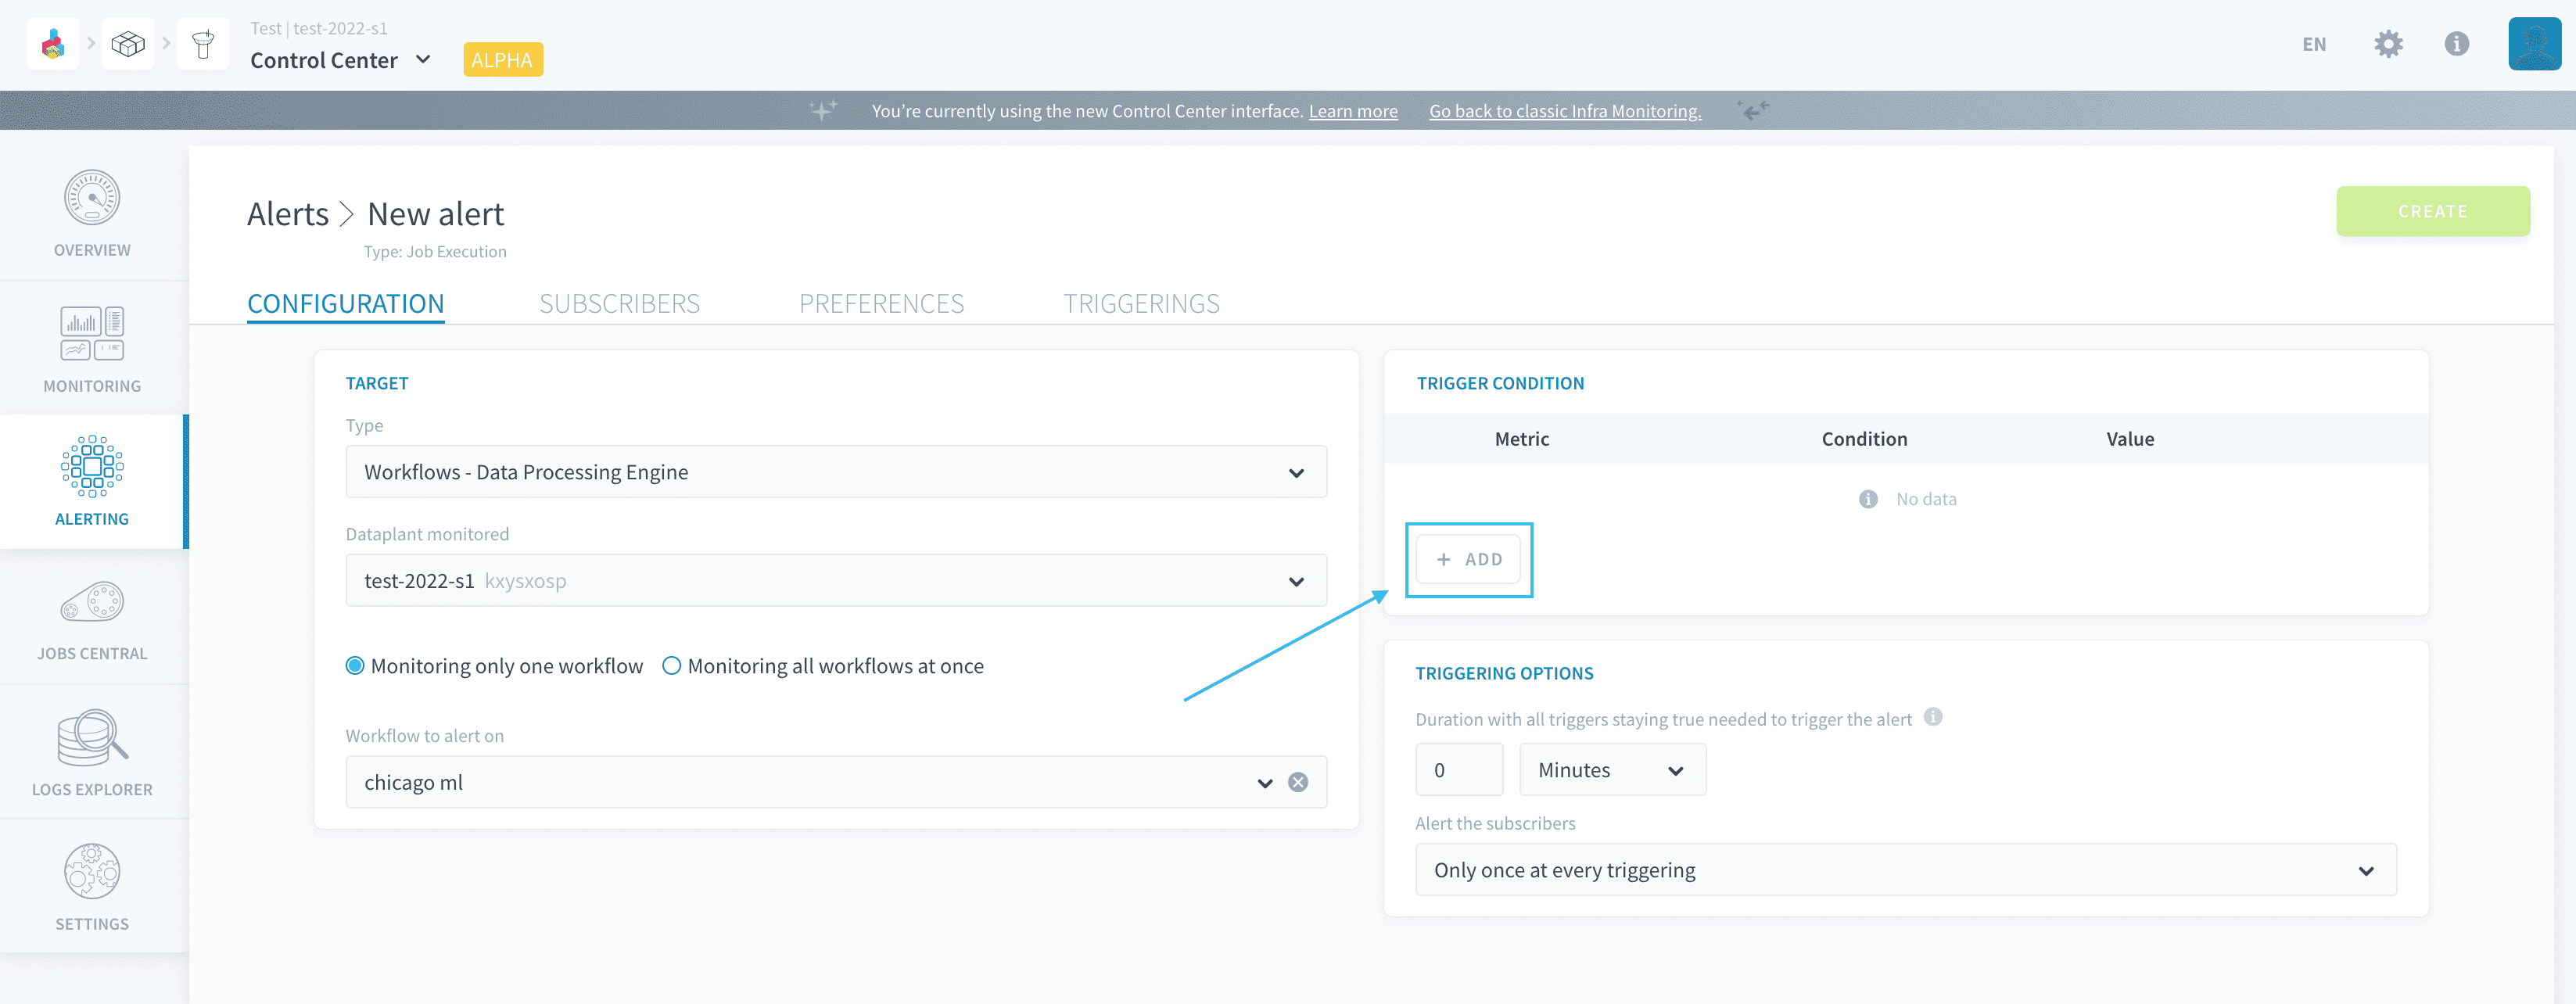 Test | test-2022-s1
Control Center
ALPHA
EN
You’re currently using the new Control Center interface. Learn more Go back to classic Infra Monitoring.
OVERVIEW
MONITORING
ALERTING
JOBS CENTRAL
LOGS EXPLORER
SETTINGS
Alerts > New alert
Type: Job Execution
CREATE
CONFIGURATION SUBSCRIBERS PREFERENCES TRIGGERINGS
TARGET
Type
Workflows - Data Processing Engine
Dataplant monitored
test-2022-s1 kxysxosp
Monitoring only one workflow Monitoring all workflows at once
Workflow to alert on
chicago ml
TRIGGER CONDITION
Metric Condition Value
No data
+ ADD
TRIGGERING OPTIONS
Duration with all triggers staying true needed to trigger the alert
0 Minutes
Alert the subscribers
Only once at every triggering